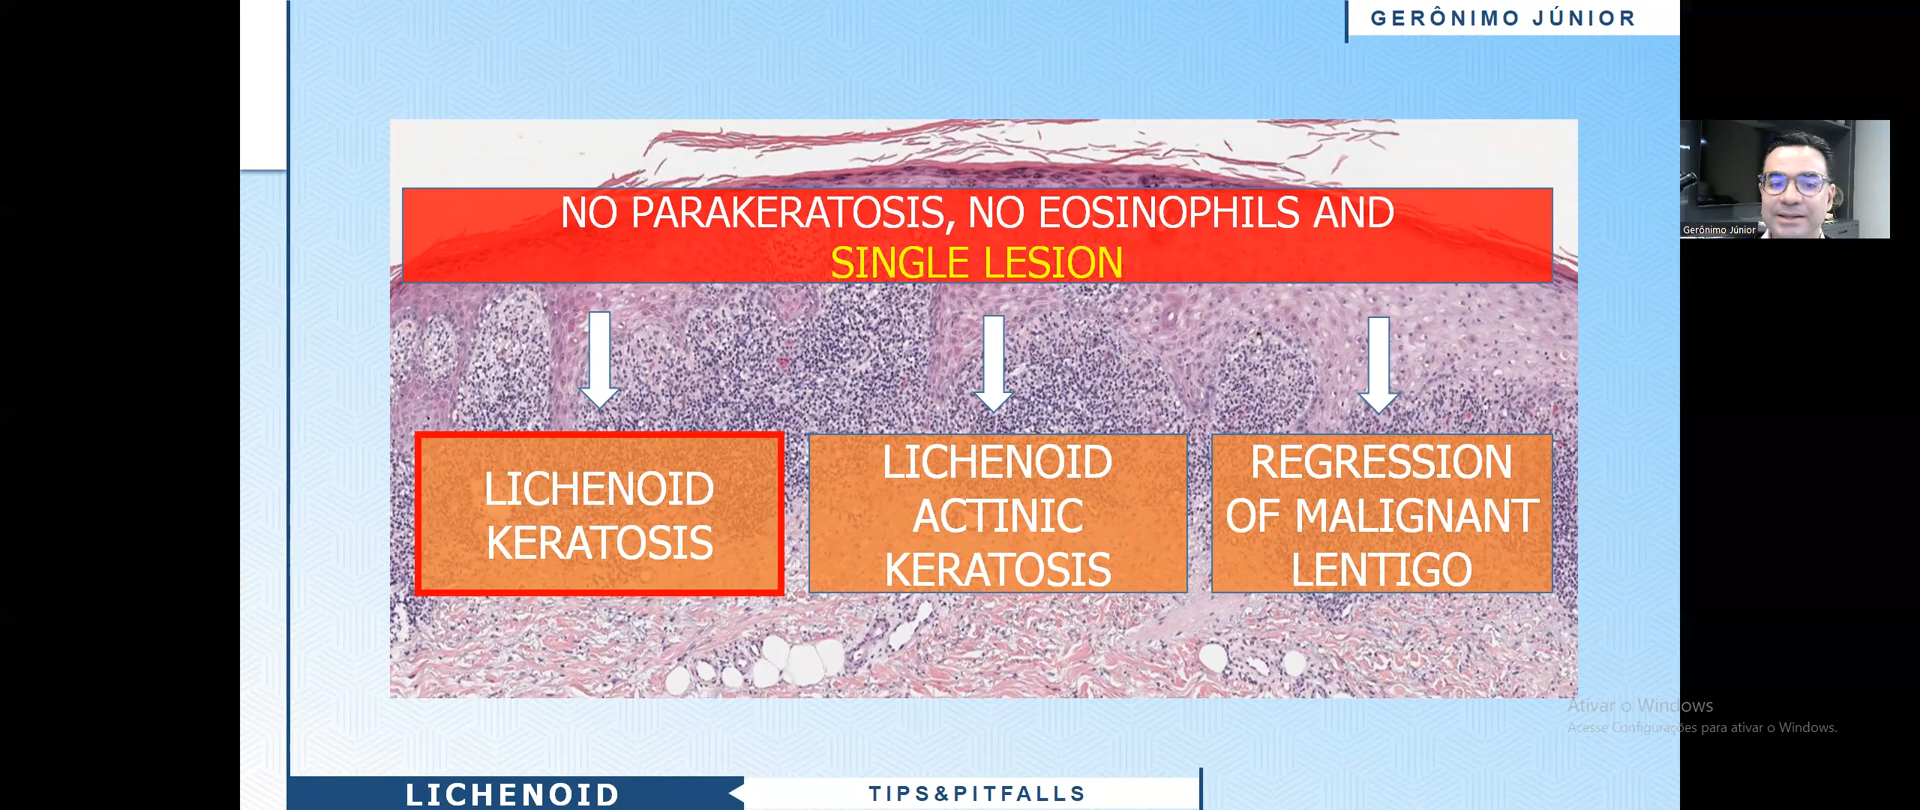 GERÔNIMO JÚNIOR
NO PARAKERATOSIS, NO EOSINOPHILS AND
SINGLE LESION
LICHENOID
KERATOSIS
LICHENOID
ACTINIC
KERATOSIS
REGRESSION
OF MALIGNANT
LENTIGO
Gerônimo Júnior
Ativar o Windows
Acesse Configurações para ativar o Windows.
LICHENOID
TIPS&PITFALLS